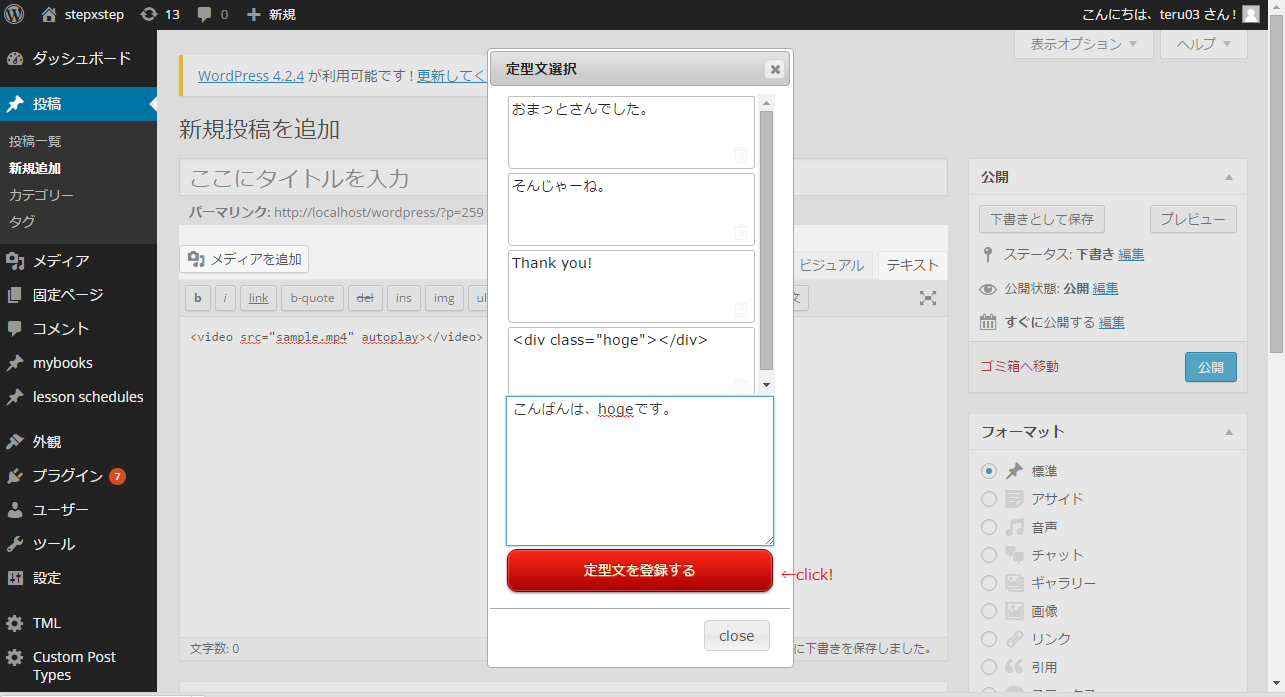 stepxstep 13 0 新規 こんにちは、teru03 さん!
ダッシュボード
投稿
投稿一覧
新規追加
カテゴリー
タグ
メディア
固定ページ
コメント
mybooks
lesson schedules
外観
プラグイン 7
ユーザー
ツール
設定
TML
Custom Post
Types
表示オプション ヘルプ
WordPress 4.2.4 が利用可能です ! 更新してく
新規投稿を追加
ここにタイトルを入力
パーマリンク: http://localhost/wordpress/?p=259
メディアを追加
ビジュアル テキスト
b i link b-quote del ins img ul
<video src="sample.mp4" autoplay></video>
文字数: 0
に下書きを保存しました。
定型文選択
おまっとさんでした。
そんじゃーね。
Thank you!
<div class="hoge"></div>
こんばんは、hogeです。
定型文を登録する ←click!
close
公開
下書きとして保存 プレビュー
ステータス: 下書き 編集
公開状態: 公開 編集
すぐに公開する 編集
ゴミ箱へ移動 公開
フォーマット
標準
アサイド
音声
チャット
ギャラリー
画像
リンク
引用
ステータス